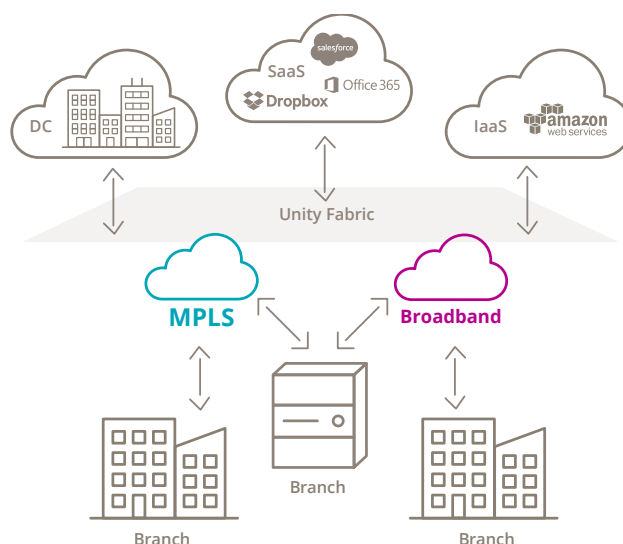 salesforce
SaaS
Office 365
Dropbox
DC
IaaS
amazon
web services
Unity Fabric
MPLS
Broadband
Branch
Branch
Branch